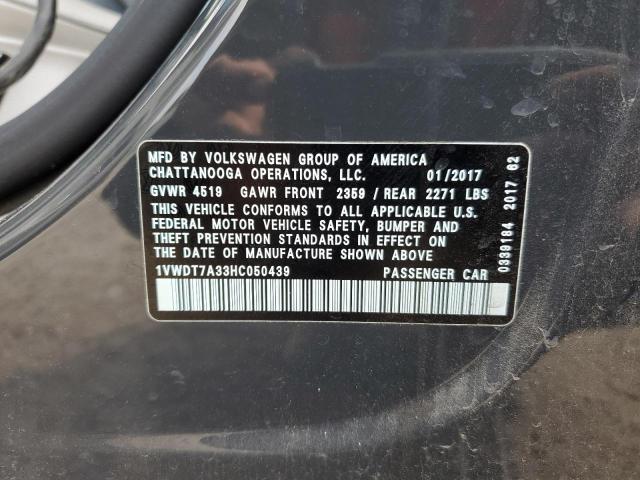 MFD BY VOLKSWAGEN GROUP OF AMERICA
CHATTANOOGA OPERATIONS, LLC. 01/2017
GVWR 4519 GAWR FRONT 2359 / REAR 2271 LBS
THIS VEHICLE CONFORMS TO ALL APPLICABLE U.S.
FEDERAL MOTOR VEHICLE SAFETY, BUMPER AND
THEFT PREVENTION STANDARDS IN EFFECT ON
THE DATE OF MANUFACTURE SHOWN ABOVE
1VWDT7A33HC050439 PASSENGER CAR
0339184 2017 62